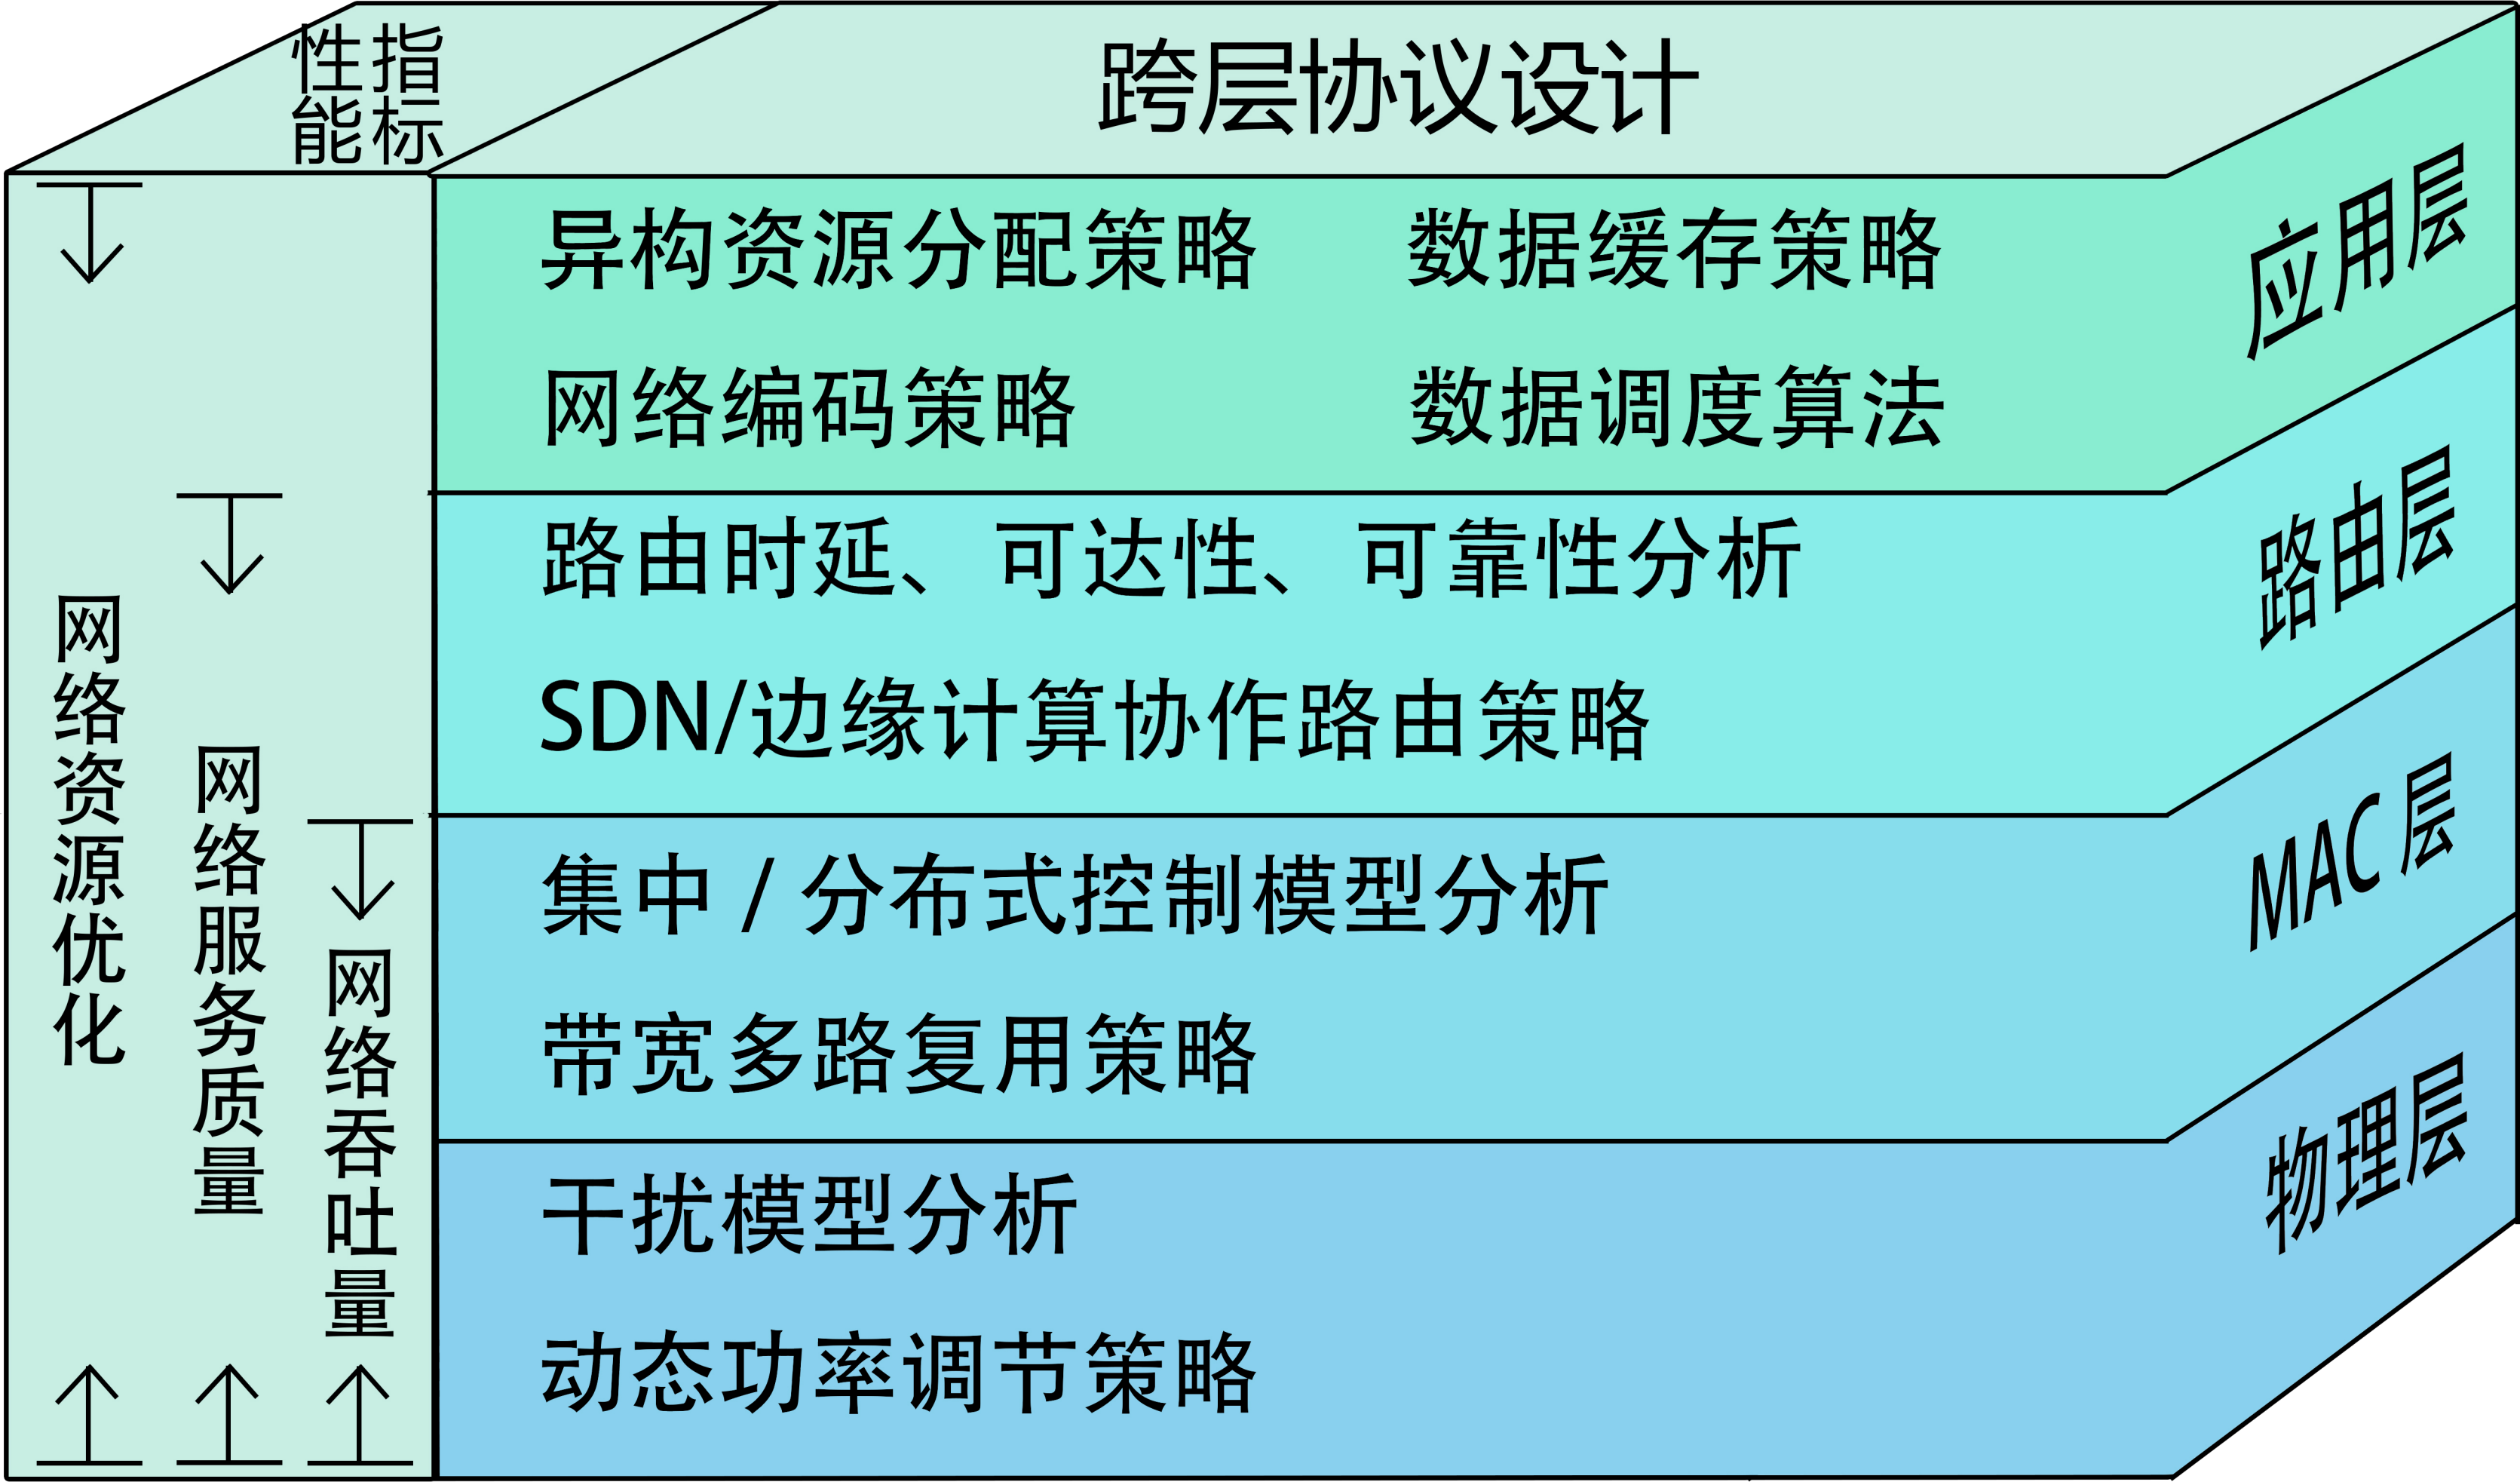 性能
指标
跨层协议设计
网络资源优化
网络服务质量
网络吞吐量
异构资源分配策略 数据缓存策略
网络编码策略 数据调度算法
应用层
路由时延、可达性、可靠性分析
SDN/边缘计算协作路由策略
路由层
集中 / 分布式控制模型分析
带宽多路复用策略
MAC层
干扰模型分析
动态功率调节策略
物理层